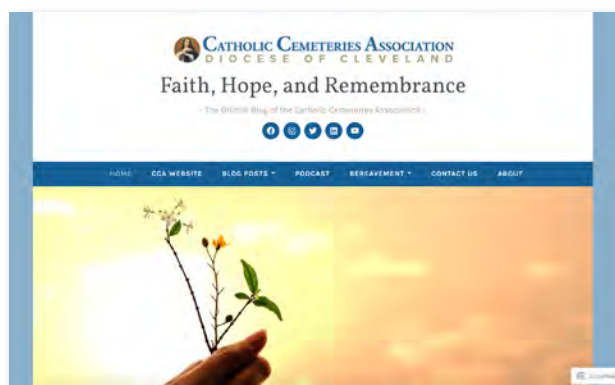 CATHOLIC CEMETERIES ASSOCIATION
DIOCESE OF CLEVELAND
Faith, Hope, and Remembrance
- The Official Blog of the Catholic Cemeteries Association -
HOME CCA WEBSITE BLOG POSTS PODCAST BEREAVEMENT CONTACT US ABOUT